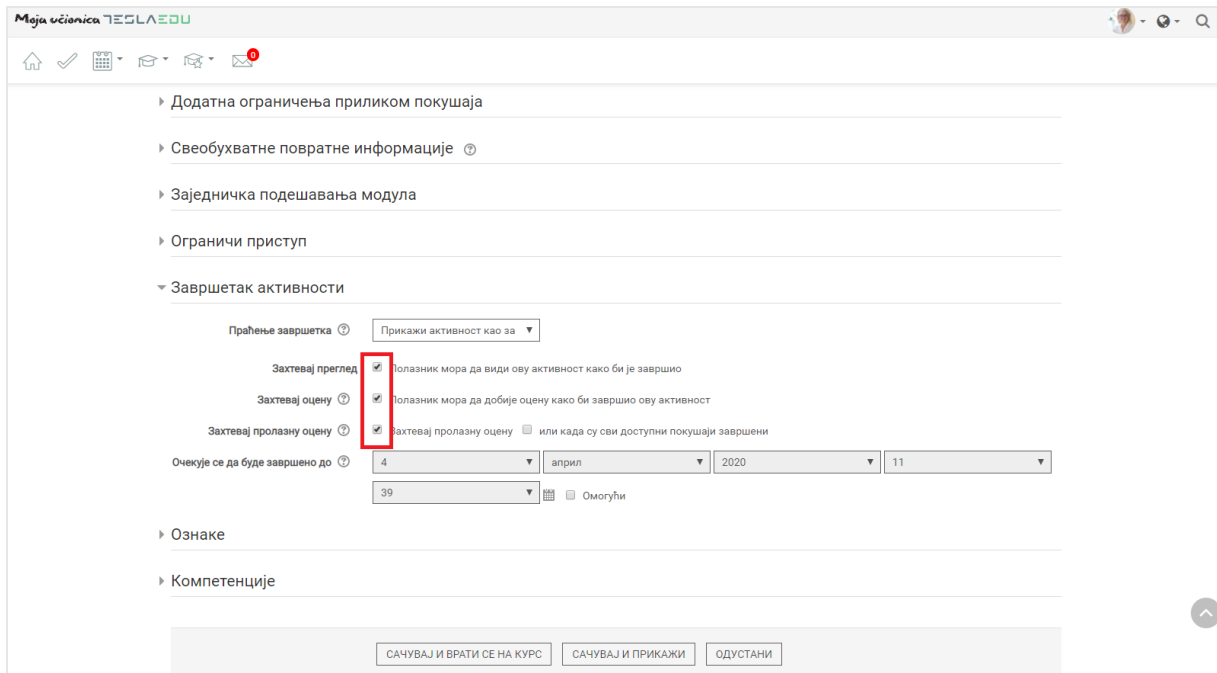 Moja učionica TESLAEDU
0
Додатна ограничења приликом покушаја
Свеобухватне повратне информације
Заједничка подешавања модула
Ограничи приступ
Завршетак активности
Праћење завршетка Прикажи активност као за
Захтевај преглед Полазник мора да види ову активност како би је завршио
Захтевај оцену Полазник мора да добије оцену како би завршио ову активност
Захтевај пролазну оцену Захтевај пролазну оцену или када су сви доступни покушаји завршени
Очекује се да буде завршено до 4 април 2020 11
39 Омогући
Ознаке
Компетенције
САЧУВАЈ И ВРАТИ СЕ НА КУРС САЧУВАЈ И ПРИКАЖИ ОДУСТАНИ